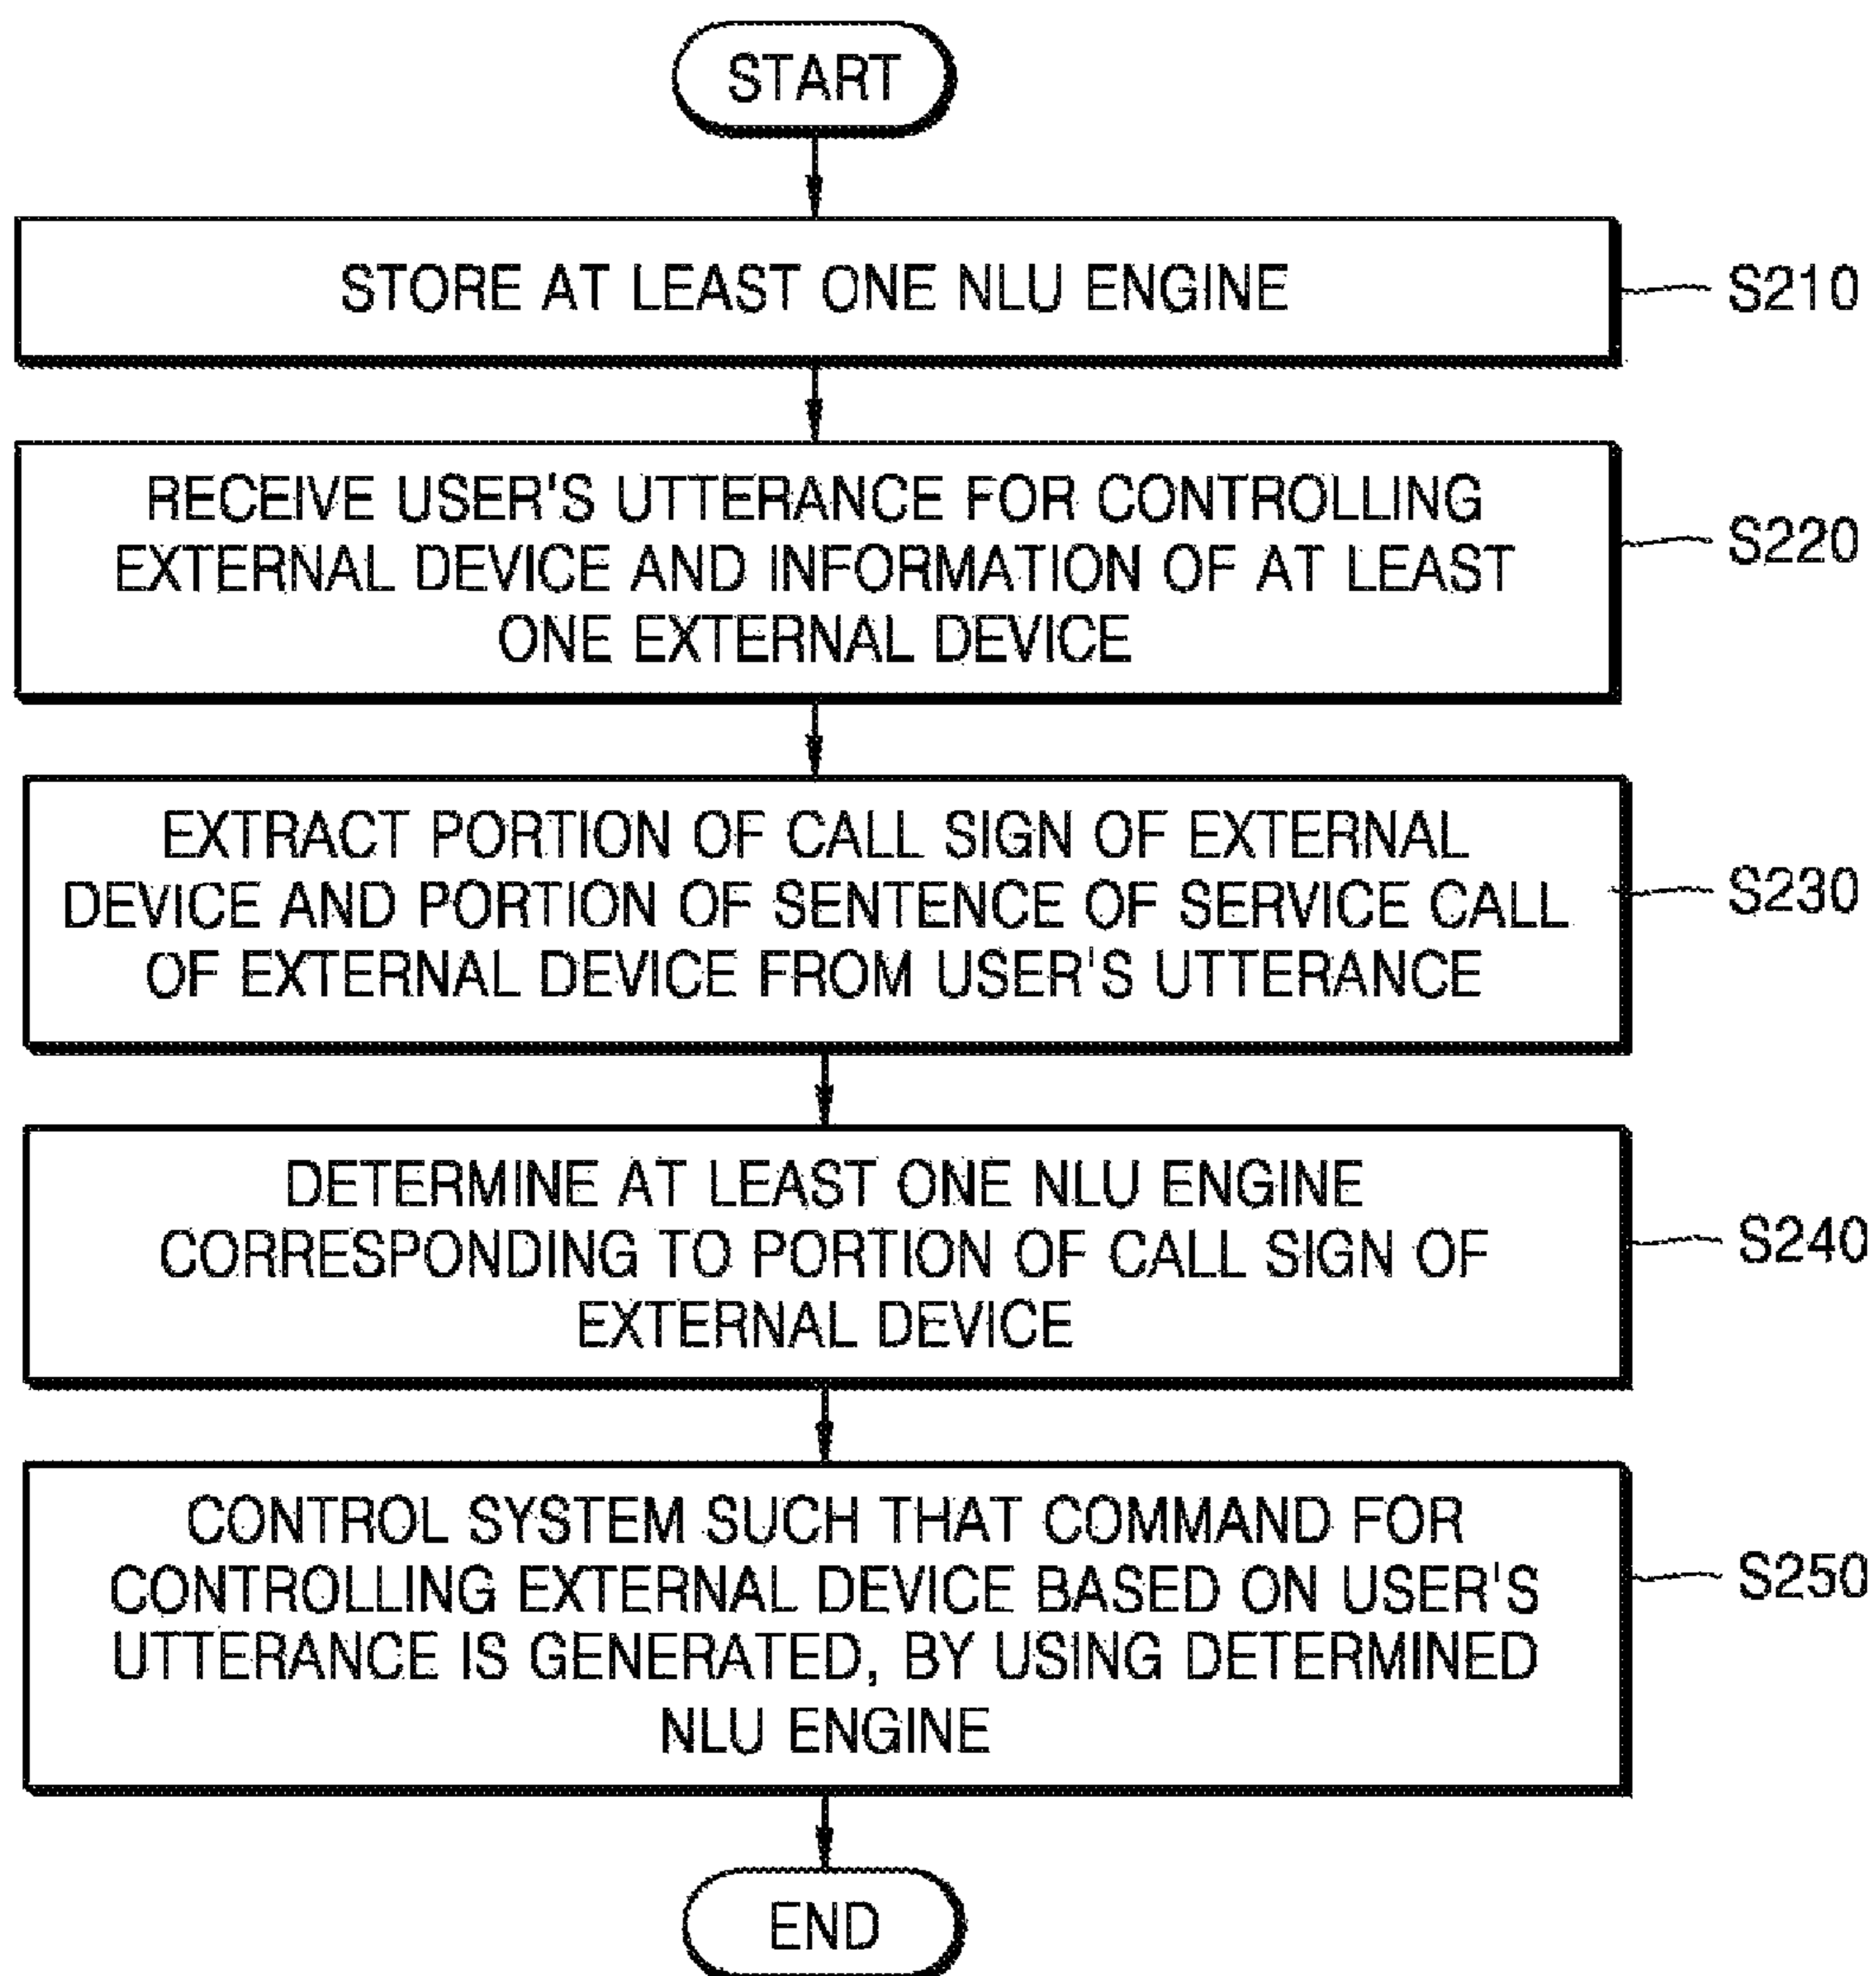 START
STORE AT LEAST ONE NLU ENGINE
S210
RECEIVE USER'S UTTERANCE FOR CONTROLLING
EXTERNAL DEVICE AND INFORMATION OF AT LEAST
ONE EXTERNAL DEVICE
S220
EXTRACT PORTION OF CALL SIGN OF EXTERNAL
DEVICE AND PORTION OF SENTENCE OF SERVICE CALL
OF EXTERNAL DEVICE FROM USER'S UTTERANCE
S230
DETERMINE AT LEAST ONE NLU ENGINE
CORRESPONDING TO PORTION OF CALL SIGN OF
EXTERNAL DEVICE
S240
CONTROL SYSTEM SUCH THAT COMMAND FOR
CONTROLLING EXTERNAL DEVICE BASED ON USER'S
UTTERANCE IS GENERATED, BY USING DETERMINED
NLU ENGINE
S250
END